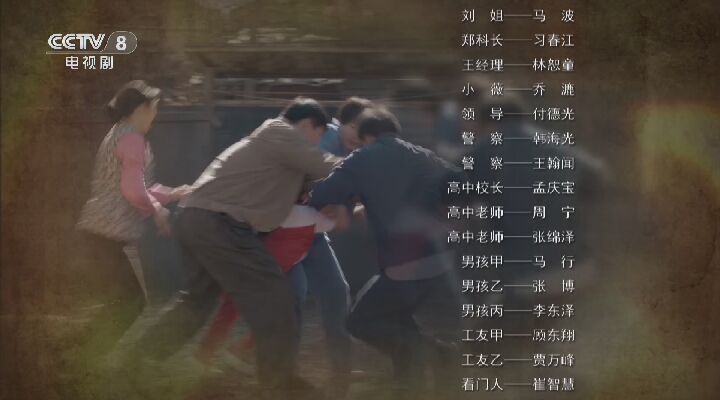 CCTV 8
电视剧
刘　姐——马　波
郑科长——习春江
王经理——林恕童
小　薇——乔　濉
领　导——付德光
警　察——韩海光
警　察——王翰闻
高中校长——孟庆宝
高中老师——周　宁
高中老师——张绵泽
男孩甲——马　行
男孩乙——张　博
男孩丙——李东泽
工友甲——顾东翔
工友乙——贾万峰
看门人——崔智慧